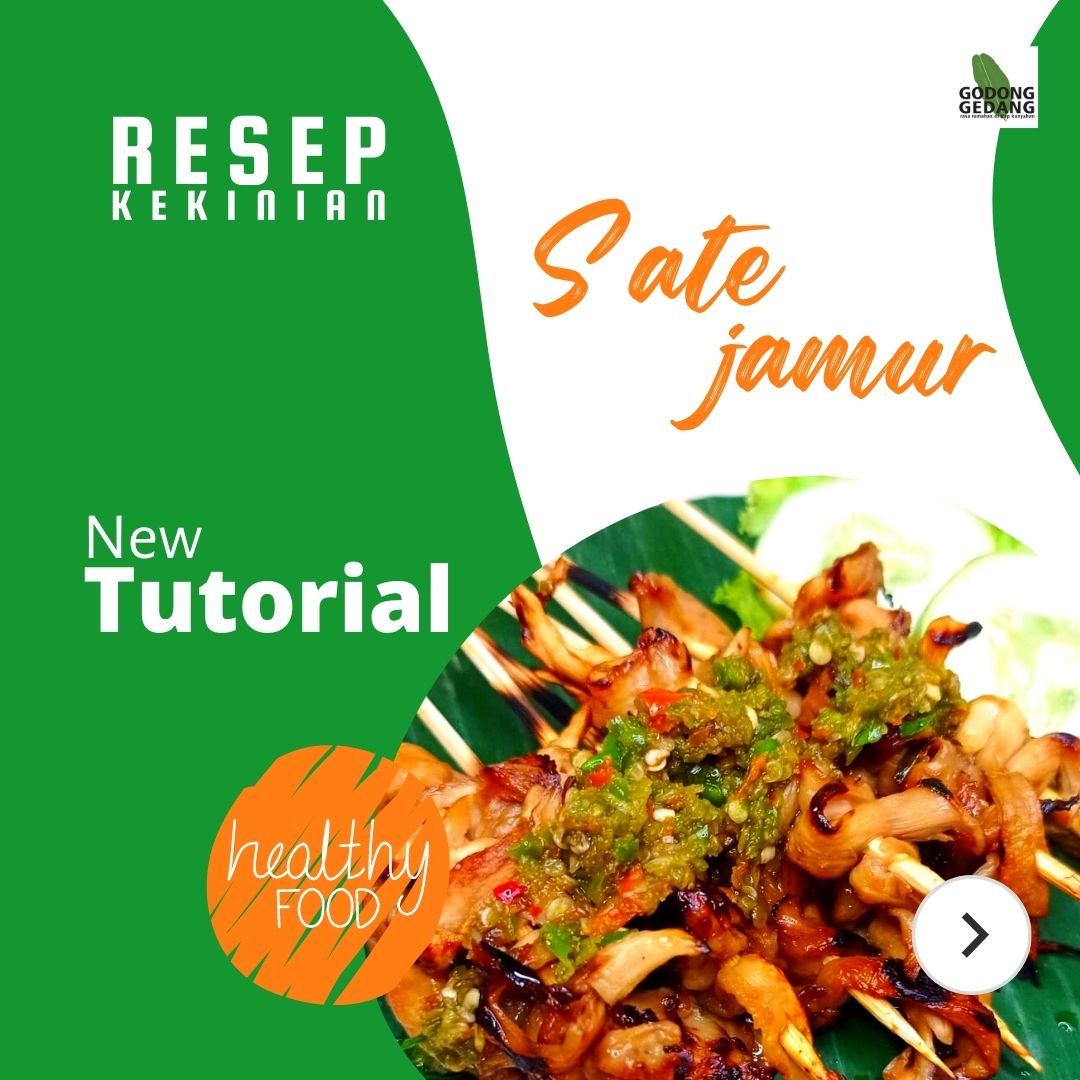 RESEP
KEKINIAN
GODONG
GEDANG
Sate
jamur
New
Tutorial
healthy
FOOD